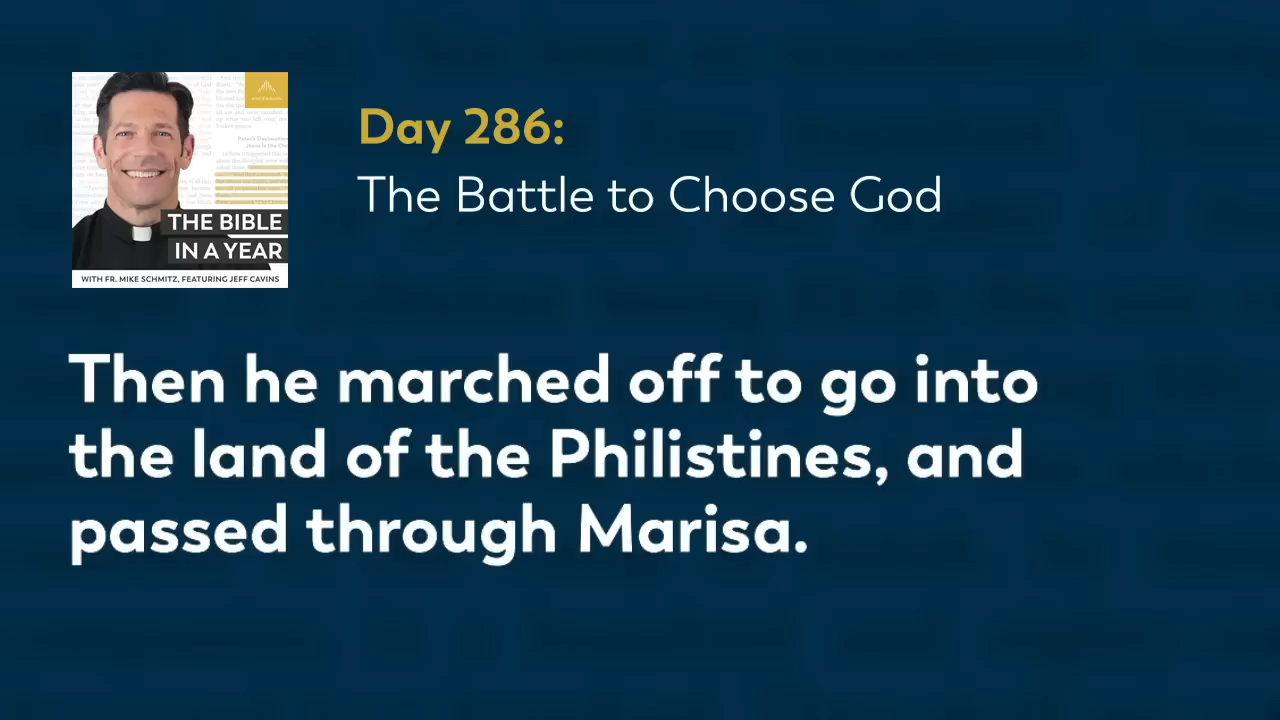 THE BIBLE
IN A YEAR
WITH FR. MIKE SCHMITZ, FEATURING JEFF CAVINS
Day 286:
The Battle to Choose God
Then he marched off to go into
the land of the Philistines, and
passed through Marisa.